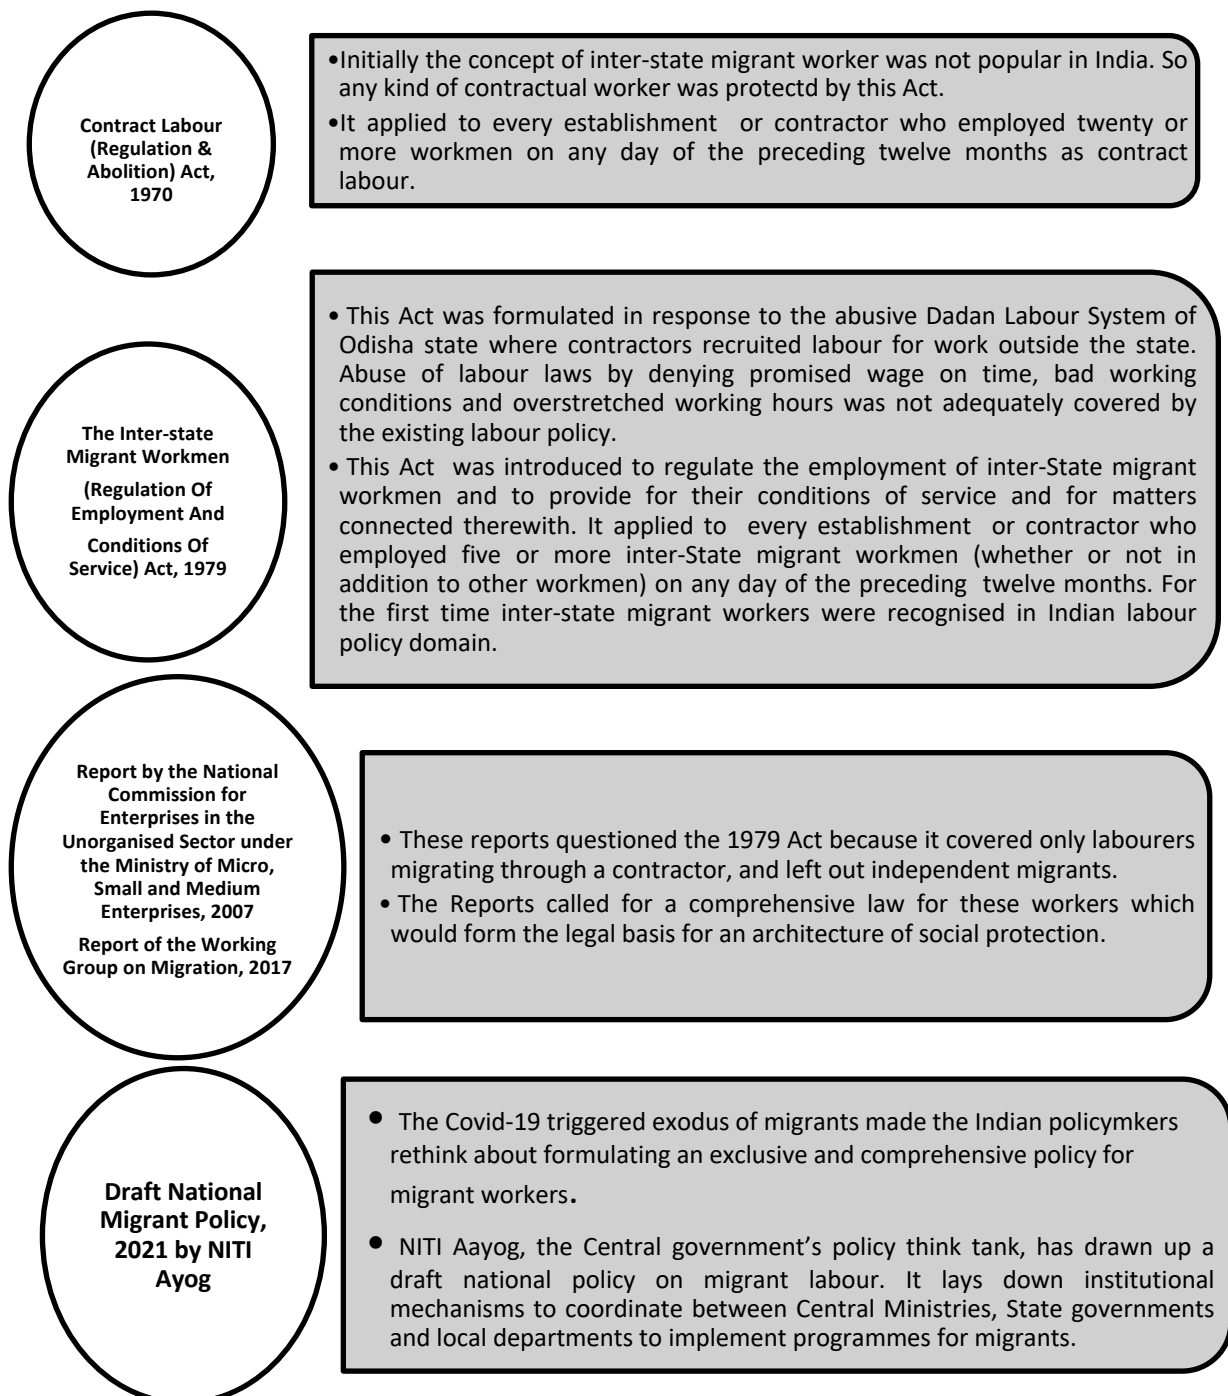 Contract Labour
(Regulation &
Abolition) Act,
1970
•Initially the concept of inter-state migrant worker was not popular in India. So
any kind of contractual worker was protectd by this Act.
•It applied to every establishment or contractor who employed twenty or
more workmen on any day of the preceding twelve months as contract
labour.
The Inter-state
Migrant Workmen
(Regulation Of
Employment And
Conditions Of
Service) Act, 1979
• This Act was formulated in response to the abusive Dadan Labour System of
Odisha state where contractors recruited labour for work outside the state.
Abuse of labour laws by denying promised wage on time, bad working
conditions and overstretched working hours was not adequately covered by
the existing labour policy.
• This Act was introduced to regulate the employment of inter-State migrant
workmen and to provide for their conditions of service and for matters
connected therewith. It applied to every establishment or contractor who
employed five or more inter-State migrant workmen (whether or not in
addition to other workmen) on any day of the preceding twelve months. For
the first time inter-state migrant workers were recognised in Indian labour
policy domain.
Report by the National
Commission for
Enterprises in the
Unorganised Sector under
the Ministry of Micro,
Small and Medium
Enterprises, 2007
Report of the Working
Group on Migration, 2017
• These reports questioned the 1979 Act because it covered only labourers
migrating through a contractor, and left out independent migrants.
• The Reports called for a comprehensive law for these workers which
would form the legal basis for an architecture of social protection.
Draft National
Migrant Policy,
2021 by NITI
Ayog
• The Covid-19 triggered exodus of migrants made the Indian policymkers
rethink about formulating an exclusive and comprehensive policy for
migrant workers.
• NITI Aayog, the Central government’s policy think tank, has drawn up a
draft national policy on migrant labour. It lays down institutional
mechanisms to coordinate between Central Ministries, State governments
and local departments to implement programmes for migrants.